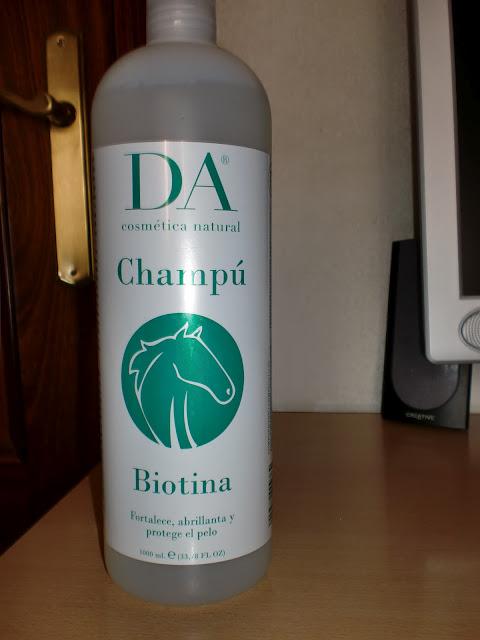 DA®
cosmética natural
Champú
Biotina
Fortalece, abrillanta y
protege el pelo
1000 ml. ℮ (33,/8 FL OZ)
CREATIVE